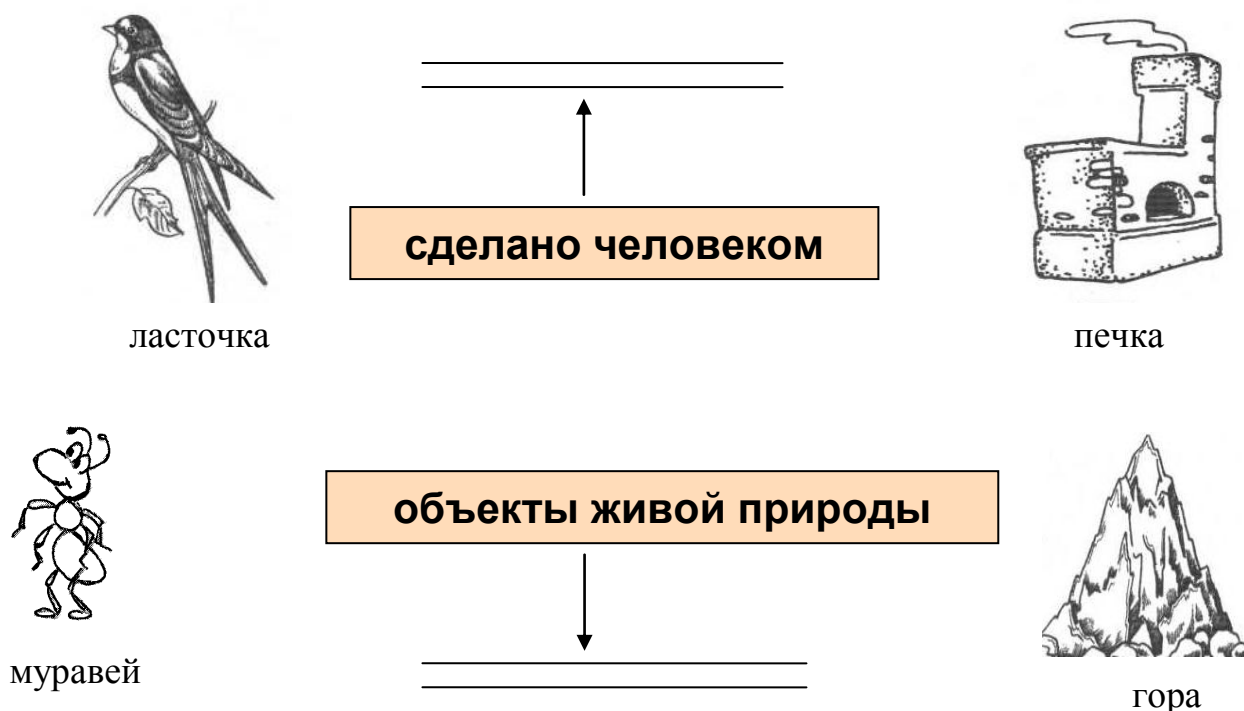 сделано человеком
ласточка
печка
объекты живой природы
муравей
гора